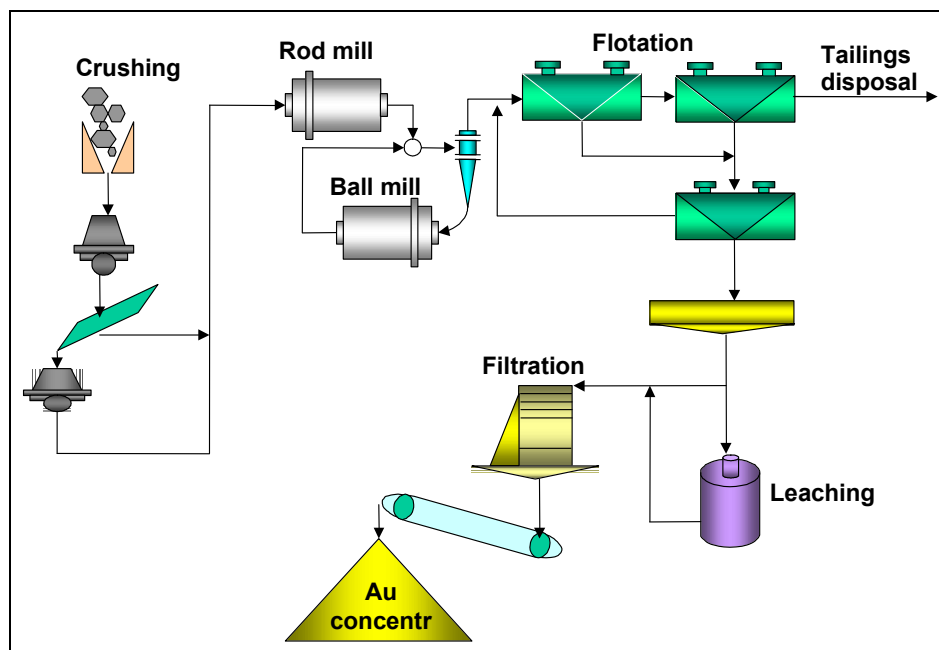 Crushing
Rod mill
Ball mill
Flotation
Tailings
disposal
Filtration
Leaching
Au
concentr